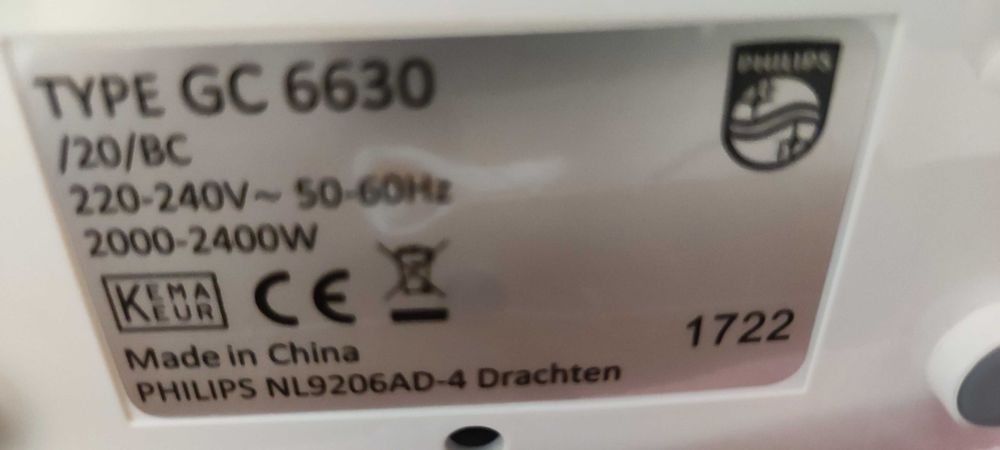 TYPE GC 6630
PHILIPS
/20/BC
220-240V~ 50-60Hz
2000-2400W
KEMA
KEUR
CE
1722
Made in China
PHILIPS NL9206AD-4 Drachten